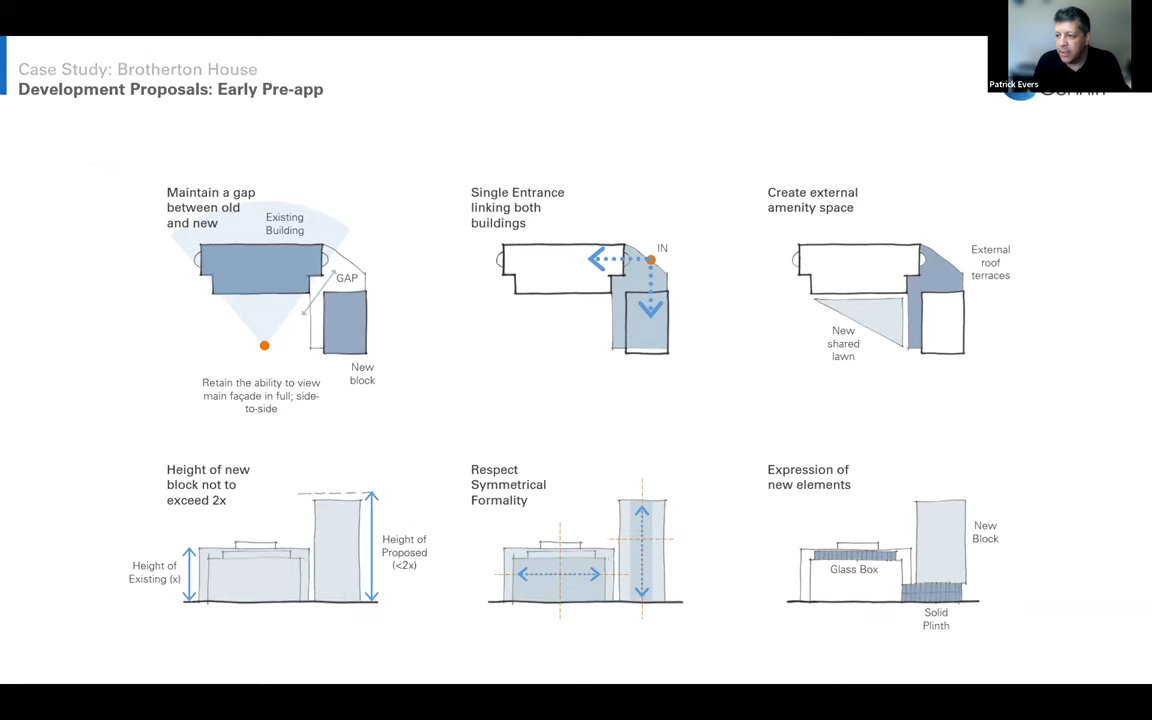 Case Study: Brotherton House
Development Proposals: Early Pre-app
Patrick Evers
Maintain a gap
between old
and new
Existing
Building
GAP
New
block
Retain the ability to view
main façade in full; side-
to-side
Single Entrance
linking both
buildings
IN
Create external
amenity space
External
roof
terraces
New
shared
lawn
Height of new
block not to
exceed 2x
Height of
Existing (x)
Height of
Proposed
(<2x)
Respect
Symmetrical
Formality
Expression of
new elements
New
Block
Glass Box
Solid
Plinth